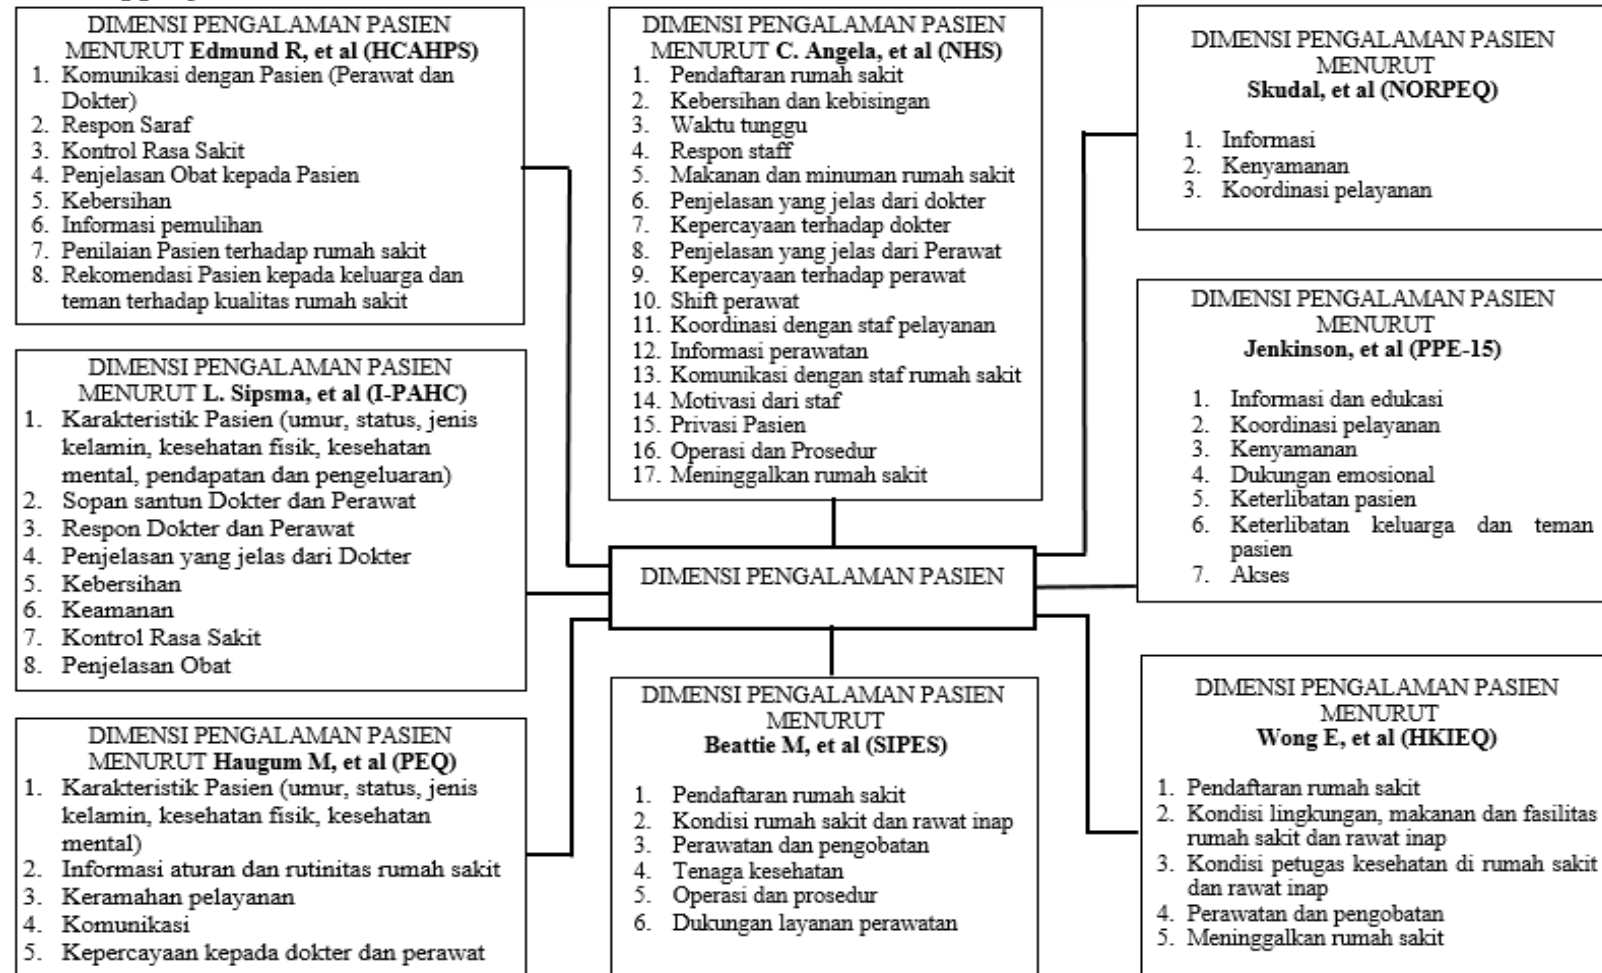 DIMENSI PENGALAMAN PASIEN
MENURUT Edmund R, et al (HCAHPS)
1. Komunikasi dengan Pasien (Perawat dan
Dokter)
2. Respon Saraf
3. Kontrol Rasa Sakit
4. Penjelasan Obat kepada Pasien
5. Kebersihan
6. Informasi pemulihan
7. Penilaian Pasien terhadap rumah sakit
8. Rekomendasi Pasien kepada keluarga dan
teman terhadap kualitas rumah sakit
DIMENSI PENGALAMAN PASIEN
MENURUT L. Sipsma, et al (I-PAHC)
1. Karakteristik Pasien (umur, status, jenis
kelamin, kesehatan fisik, kesehatan
mental, pendapatan dan pengeluaran)
2. Sopan santun Dokter dan Perawat
3. Respon Dokter dan Perawat
4. Penjelasan yang jelas dari Dokter
5. Kebersihan
6. Keamanan
7. Kontrol Rasa Sakit
8. Penjelasan Obat
DIMENSI PENGALAMAN PASIEN
MENURUT Haugum M, et al (PEQ)
1. Karakteristik Pasien (umur, status, jenis
kelamin, kesehatan fisik, kesehatan
mental)
2. Informasi aturan dan rutinitas rumah sakit
3. Keramahan pelayanan
4. Komunikasi
5. Kepercayaan kepada dokter dan perawat
DIMENSI PENGALAMAN PASIEN
MENURUT C. Angela, et al (NHS)
1. Pendaftaran rumah sakit
2. Kebersihan dan kebisingan
3. Waktu tunggu
4. Respon staff
5. Makanan dan minuman rumah sakit
6. Penjelasan yang jelas dari dokter
7. Kepercayaan terhadap dokter
8. Penjelasan yang jelas dari Perawat
9. Kepercayaan terhadap perawat
10. Shift perawat
11. Koordinasi dengan staf pelayanan
12. Informasi perawatan
13. Komunikasi dengan staf rumah sakit
14. Motivasi dari staf
15. Privasi Pasien
16. Operasi dan Prosedur
17. Meninggalkan rumah sakit
DIMENSI PENGALAMAN PASIEN
DIMENSI PENGALAMAN PASIEN
MENURUT
Beattie M, et al (SIPES)
1. Pendaftaran rumah sakit
2. Kondisi rumah sakit dan rawat inap
3. Perawatan dan pengobatan
4. Tenaga kesehatan
5. Operasi dan prosedur
6. Dukungan layanan perawatan
DIMENSI PENGALAMAN PASIEN
MENURUT
Skudal, et al (NORPEQ)
1. Informasi
2. Kenyamanan
3. Koordinasi pelayanan
DIMENSI PENGALAMAN PASIEN
MENURUT
Jenkinson, et al (PPE-15)
1. Informasi dan edukasi
2. Koordinasi pelayanan
3. Kenyamanan
4. Dukungan emosional
5. Keterlibatan pasien
6. Keterlibatan keluarga dan teman
pasien
7. Akses
DIMENSI PENGALAMAN PASIEN
MENURUT
Wong E, et al (HKIEQ)
1. Pendaftaran rumah sakit
2. Kondisi lingkungan, makanan dan fasilitas
rumah sakit dan rawat inap
3. Kondisi petugas kesehatan di rumah sakit
dan rawat inap
4. Perawatan dan pengobatan
5. Meninggalkan rumah sakit